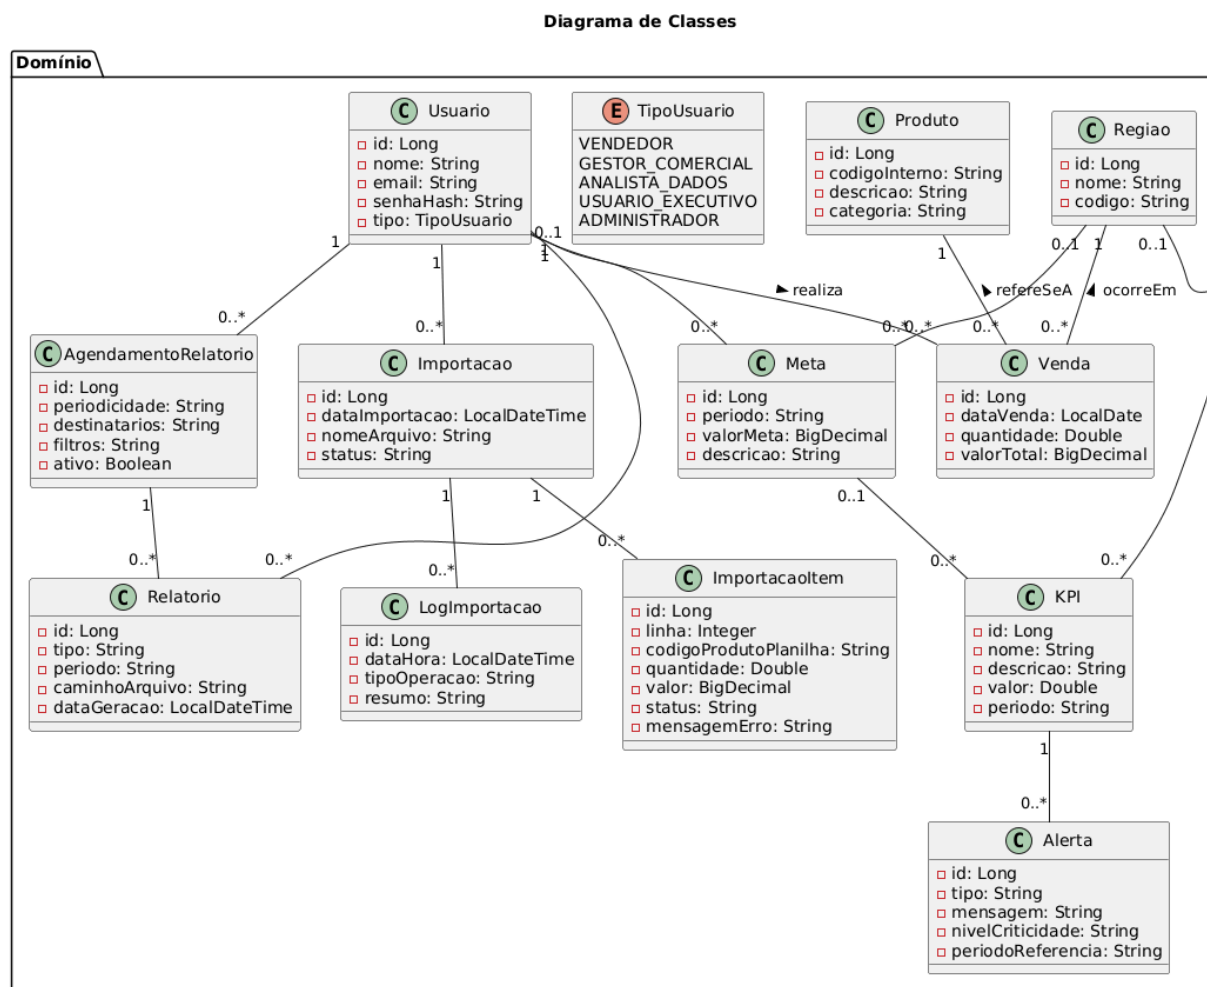 Diagrama de Classes
Domínio
C Usuario
id: Long
nome: String
email: String
senhaHash: String
tipo: TipoUsuario
E TipoUsuario
VENDEDOR
GESTOR_COMERCIAL
ANALISTA_DADOS
USUARIO_EXECUTIVO
ADMINISTRADOR
C Produto
id: Long
codigoInterno: String
descricao: String
categoria: String
C Regiao
id: Long
nome: String
codigo: String
1
1
0..1
1
1
1
0..1
1
0..1
realiza
refereSeA
ocorreEm
0..*
0..*
0..*
0..*
0..*
0..*
0..*
C AgendamentoRelatorio
id: Long
periodicidade: String
destinatarios: String
filtros: String
ativo: Boolean
C Importacao
id: Long
dataImportacao: LocalDateTime
nomeArquivo: String
status: String
C Meta
id: Long
periodo: String
valorMeta: BigDecimal
descricao: String
C Venda
id: Long
dataVenda: LocalDate
quantidade: Double
valorTotal: BigDecimal
1
1
1
0..1
0..*
0..*
0..*
0..*
0..*
0..*
C Relatorio
id: Long
tipo: String
periodo: String
caminhoArquivo: String
dataGeracao: LocalDateTime
C LogImportacao
id: Long
dataHora: LocalDateTime
tipoOperacao: String
resumo: String
C ImportacaoItem
id: Long
linha: Integer
codigoProdutoPlanilha: String
quantidade: Double
valor: BigDecimal
status: String
mensagemErro: String
C KPI
id: Long
nome: String
descricao: String
valor: Double
periodo: String
1
0..*
C Alerta
id: Long
tipo: String
mensagem: String
nivelCriticidade: String
periodoReferencia: String